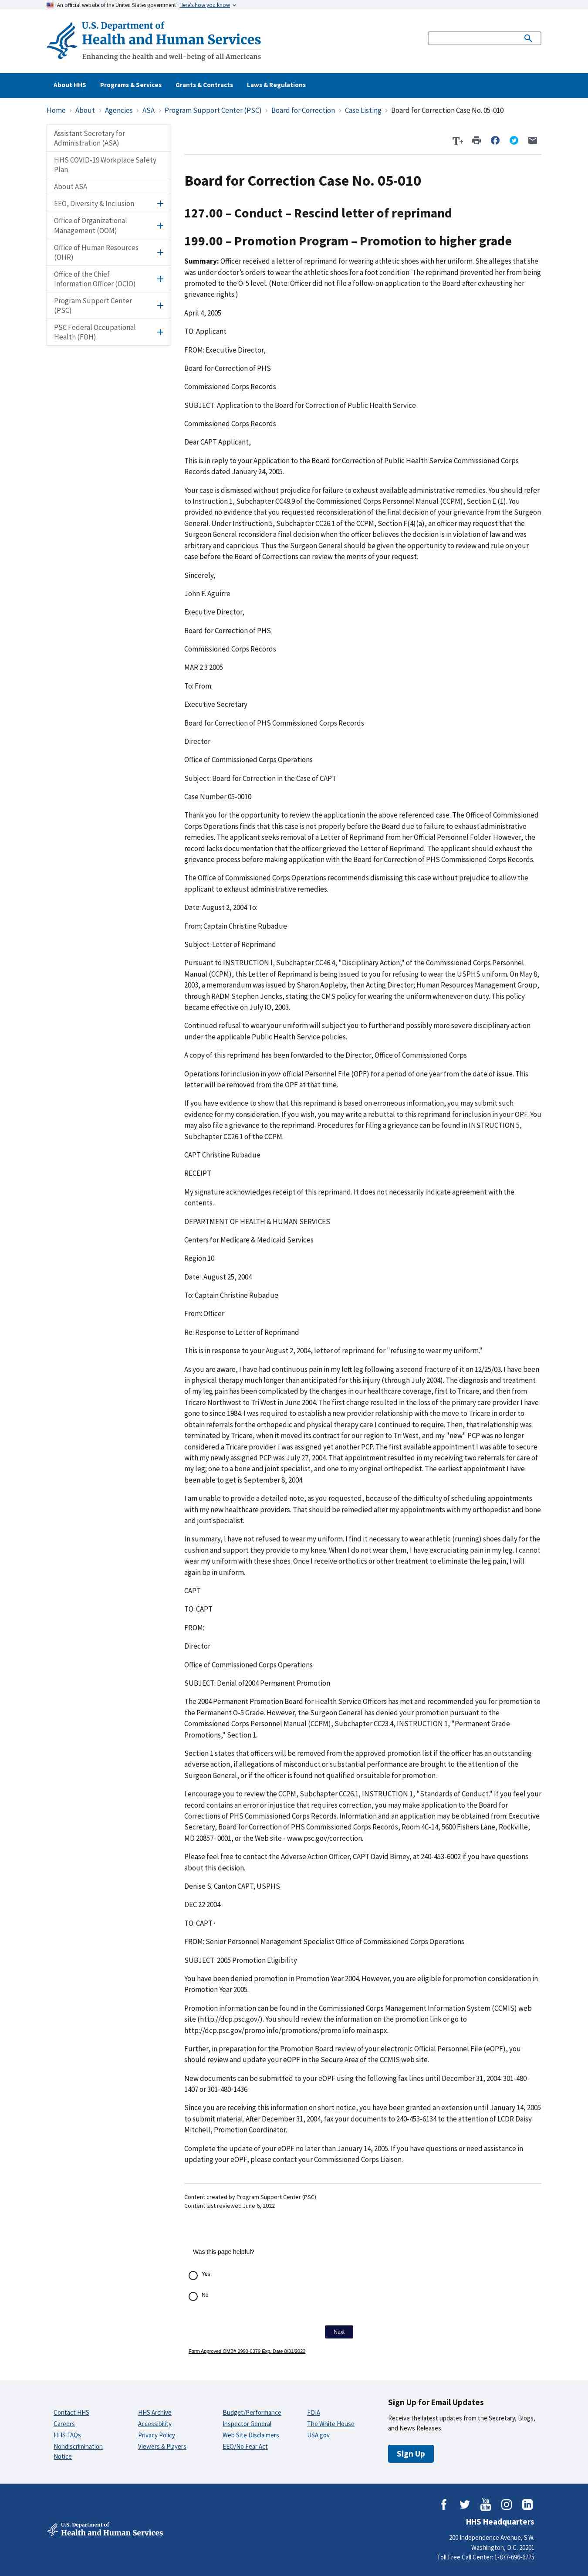 An official website of the United States government Here's how you know
U.S. Department of
Health and Human Services
Enhancing the health and well-being of all Americans
About HHS Programs & Services Grants & Contracts Laws & Regulations
Home › About › Agencies › ASA › Program Support Center (PSC) › Board for Correction › Case Listing › Board for Correction Case No. 05-010
Assistant Secretary for
Administration (ASA)
HHS COVID-19 Workplace Safety
Plan
About ASA
EEO, Diversity & Inclusion
Office of Organizational
Management (OOM)
Office of Human Resources
(OHR)
Office of the Chief
Information Officer (OCIO)
Program Support Center
(PSC)
PSC Federal Occupational
Health (FOH)
T+
Board for Correction Case No. 05-010
127.00 – Conduct – Rescind letter of reprimand
199.00 – Promotion Program – Promotion to higher grade
Summary: Officer received a letter of reprimand for wearing athletic shoes with her uniform. She alleges that she
was under doctor's orders to wear the athletic shoes for a foot condition. The reprimand prevented her from being
promoted to the O-5 level. (Note: Officer did not file a follow-on application to the Board after exhausting her
grievance rights.)
April 4, 2005
TO: Applicant
FROM: Executive Director,
Board for Correction of PHS
Commissioned Corps Records
SUBJECT: Application to the Board for Correction of Public Health Service
Commissioned Corps Records
Dear CAPT Applicant,
This is in reply to your Application to the Board for Correction of Public Health Service Commissioned Corps
Records dated January 24, 2005.
Your case is dismissed without prejudice for failure to exhaust available administrative remedies. You should refer
to Instruction 1, Subchapter CC49.9 of the Commissioned Corps Personnel Manual (CCPM), Section E (1). You
provided no evidence that you requested reconsideration of the final decision of your grievance from the Surgeon
General. Under Instruction 5, Subchapter CC26.1 of the CCPM, Section F(4)(a), an officer may request that the
Surgeon General reconsider a final decision when the officer believes the decision is in violation of law and was
arbitrary and capricious. Thus the Surgeon General should be given the opportunity to review and rule on your
case before the Board of Corrections can review the merits of your request.
Sincerely,
John F. Aguirre
Executive Director,
Board for Correction of PHS
Commissioned Corps Records
MAR 2 3 2005
To: From:
Executive Secretary
Board for Correction of PHS Commissioned Corps Records
Director
Office of Commissioned Corps Operations
Subject: Board for Correction in the Case of CAPT
Case Number 05-0010
Thank you for the opportunity to review the applicationin the above referenced case. The Office of Commissioned
Corps Operations finds that this case is not properly before the Board due to failure to exhaust administrative
remedies. The applicant seeks removal of a Letter of Reprimand from her Official Personnel Folder. However, the
record lacks documentation that the officer grieved the Letter of Reprimand. The applicant should exhaust the
grievance process before making application with the Board for Correction of PHS Commissioned Corps Records.
The Office of Commissioned Corps Operations recommends dismissing this case without prejudice to allow the
applicant to exhaust administrative remedies.
Date: August 2, 2004 To:
From: Captain Christine Rubadue
Subject: Letter of Reprimand
Pursuant to INSTRUCTION l, Subchapter CC46.4, "Disciplinary Action," of the Commissioned Corps Personnel
Manual (CCPM), this Letter of Reprimand is being issued to you for refusing to wear the USPHS uniform. On May 8,
2003, a memorandum was issued by Sharon Appleby, then Acting Director; Human Resources Management Group,
through RADM Stephen Jencks, stating the CMS policy for wearing the uniform whenever on duty. This policy
became effective on July IO, 2003.
Continued refusal to wear your uniform will subject you to further and possibly more severe disciplinary action
under the applicable Public Health Service policies.
A copy of this reprimand has been forwarded to the Director, Office of Commissioned Corps
Operations for inclusion in yow· official Personnel File (OPF) for a period of one year from the date of issue. This
letter will be removed from the OPF at that time.
If you have evidence to show that this reprimand is based on erroneous information, you may submit such
evidence for my consideration. If you wish, you may write a rebuttal to this reprimand for inclusion in your OPF. You
may also file a grievance to the reprimand. Procedures for filing a grievance can be found in INSTRUCTION 5,
Subchapter CC26.1 of the CCPM.
CAPT Christine Rubadue
RECEIPT
My signature acknowledges receipt of this reprimand. It does not necessarily indicate agreement with the
contents.
DEPARTMENT OF HEALTH & HUMAN SERVICES
Centers for Medicare & Medicaid Services
Region 10
Date: .August 25, 2004
To: Captain Christine Rubadue
From: Officer
Re: Response to Letter of Reprimand
This is in response to your August 2, 2004, letter of reprimand for "refusing to wear my uniform."
As you are aware, I have had continuous pain in my left leg following a second fracture of it on 12/25/03. I have been
in physical therapy much longer than anticipated for this injury (through July 2004). The diagnosis and treatment
of my leg pain has been complicated by the changes in our healthcare coverage, first to Tricare, and then from
Tricare Northwest to Tri West in June 2004. The first change resulted in the loss of the primary care provider I have
gone to since 1984. I was required to establish a new provider relationship with the move to Tricare in order to
obtain referrals for the orthopedic and physical therapy care I continued to require. Then, that relationship was
terminated by Tricare, when it moved its contract for our region to Tri West, and my "new" PCP was no longer
considered a Tricare provider. I was assigned yet another PCP. The first available appointment I was able to secure
with my newly assigned PCP was July 27, 2004. That appointment resulted in my receiving two referrals for care of
my leg; one to a bone and joint specialist, and one to my original orthopedist. The earliest appointment I have
been able to get is September 8, 2004.
I am unable to provide a detailed note, as you requested, because of the difficulty of scheduling appointments
with my new healthcare providers. That should be remedied after my appointments with my orthopedist and bone
and joint specialist.
In summary, l have not refused to wear my uniform. I find it necessary to wear athletic (running) shoes daily for the
cushion and support they provide to my knee. When I do not wear them, I have excruciating pain in my leg. I cannot
wear my uniform with these shoes. Once I receive orthotics or other treatment to eliminate the leg pain, I will
again be in uniform.
CAPT
TO: CAPT
FROM:
Director
Office of Commissioned Corps Operations
SUBJECT: Denial of2004 Permanent Promotion
The 2004 Permanent Promotion Board for Health Service Officers has met and recommended you for promotion to
the Permanent O-5 Grade. However, the Surgeon General has denied your promotion pursuant to the
Commissioned Corps Personnel Manual (CCPM), Subchapter CC23.4, INSTRUCTION 1, "Permanent Grade
Promotions," Section 1.
Section 1 states that officers will be removed from the approved promotion list if the officer has an outstanding
adverse action, if allegations of misconduct or substantial performance are brought to the attention of the
Surgeon General, or if the officer is found not qualified or suitable for promotion.
I encourage you to review the CCPM, Subchapter CC26.1, INSTRUCTION 1, "Standards of Conduct." If you feel your
record contains an error or injustice that requires correction, you may make application to the Board for
Corrections of PHS Commissioned Corps Records. Information and an application may be obtained from: Executive
Secretary, Board for Correction of PHS Commissioned Corps Records, Room 4C-14, 5600 Fishers Lane, Rockville,
MD 20857- 0001, or the Web site - www.psc.gov/correction.
Please feel free to contact the Adverse Action Officer, CAPT David Birney, at 240-453-6002 if you have questions
about this decision.
Denise S. Canton CAPT, USPHS
DEC 22 2004
TO: CAPT ·
FROM: Senior Personnel Management Specialist Office of Commissioned Corps Operations
SUBJECT: 2005 Promotion Eligibility
You have been denied promotion in Promotion Year 2004. However, you are eligible for promotion consideration in
Promotion Year 2005.
Promotion information can be found in the Commissioned Corps Management Information System (CCMIS) web
site (http://dcp.psc.gov/). You should review the information on the promotion link or go to
http://dcp.psc.gov/promo info/promotions/promo info main.aspx.
Further, in preparation for the Promotion Board review of your electronic Official Personnel File (eOPF), you
should review and update your eOPF in the Secure Area of the CCMIS web site.
New documents can be submitted to your eOPF using the following fax lines until December 31, 2004: 301-480-
1407 or 301-480-1436.
Since you are receiving this information on short notice, you have been granted an extension until January 14, 2005
to submit material. After December 31, 2004, fax your documents to 240-453-6134 to the attention of LCDR Daisy
Mitchell, Promotion Coordinator.
Complete the update of your eOPF no later than January 14, 2005. If you have questions or need assistance in
updating your eOPF, please contact your Commissioned Corps Liaison.
Content created by Program Support Center (PSC)
Content last reviewed June 6, 2022
Was this page helpful?
Yes
No
Next
Form Approved OMB# 0990-0379 Exp. Date 8/31/2023
Contact HHS
Careers
HHS FAQs
Nondiscrimination
Notice
HHS Archive
Accessibility
Privacy Policy
Viewers & Players
Budget/Performance
Inspector General
Web Site Disclaimers
EEO/No Fear Act
FOIA
The White House
USA.gov
Sign Up for Email Updates
Receive the latest updates from the Secretary, Blogs,
and News Releases.
Sign Up
U.S. Department of
Health and Human Services
You Tube
HHS Headquarters
200 Independence Avenue, S.W.
Washington, D.C. 20201
Toll Free Call Center: 1-877-696-6775